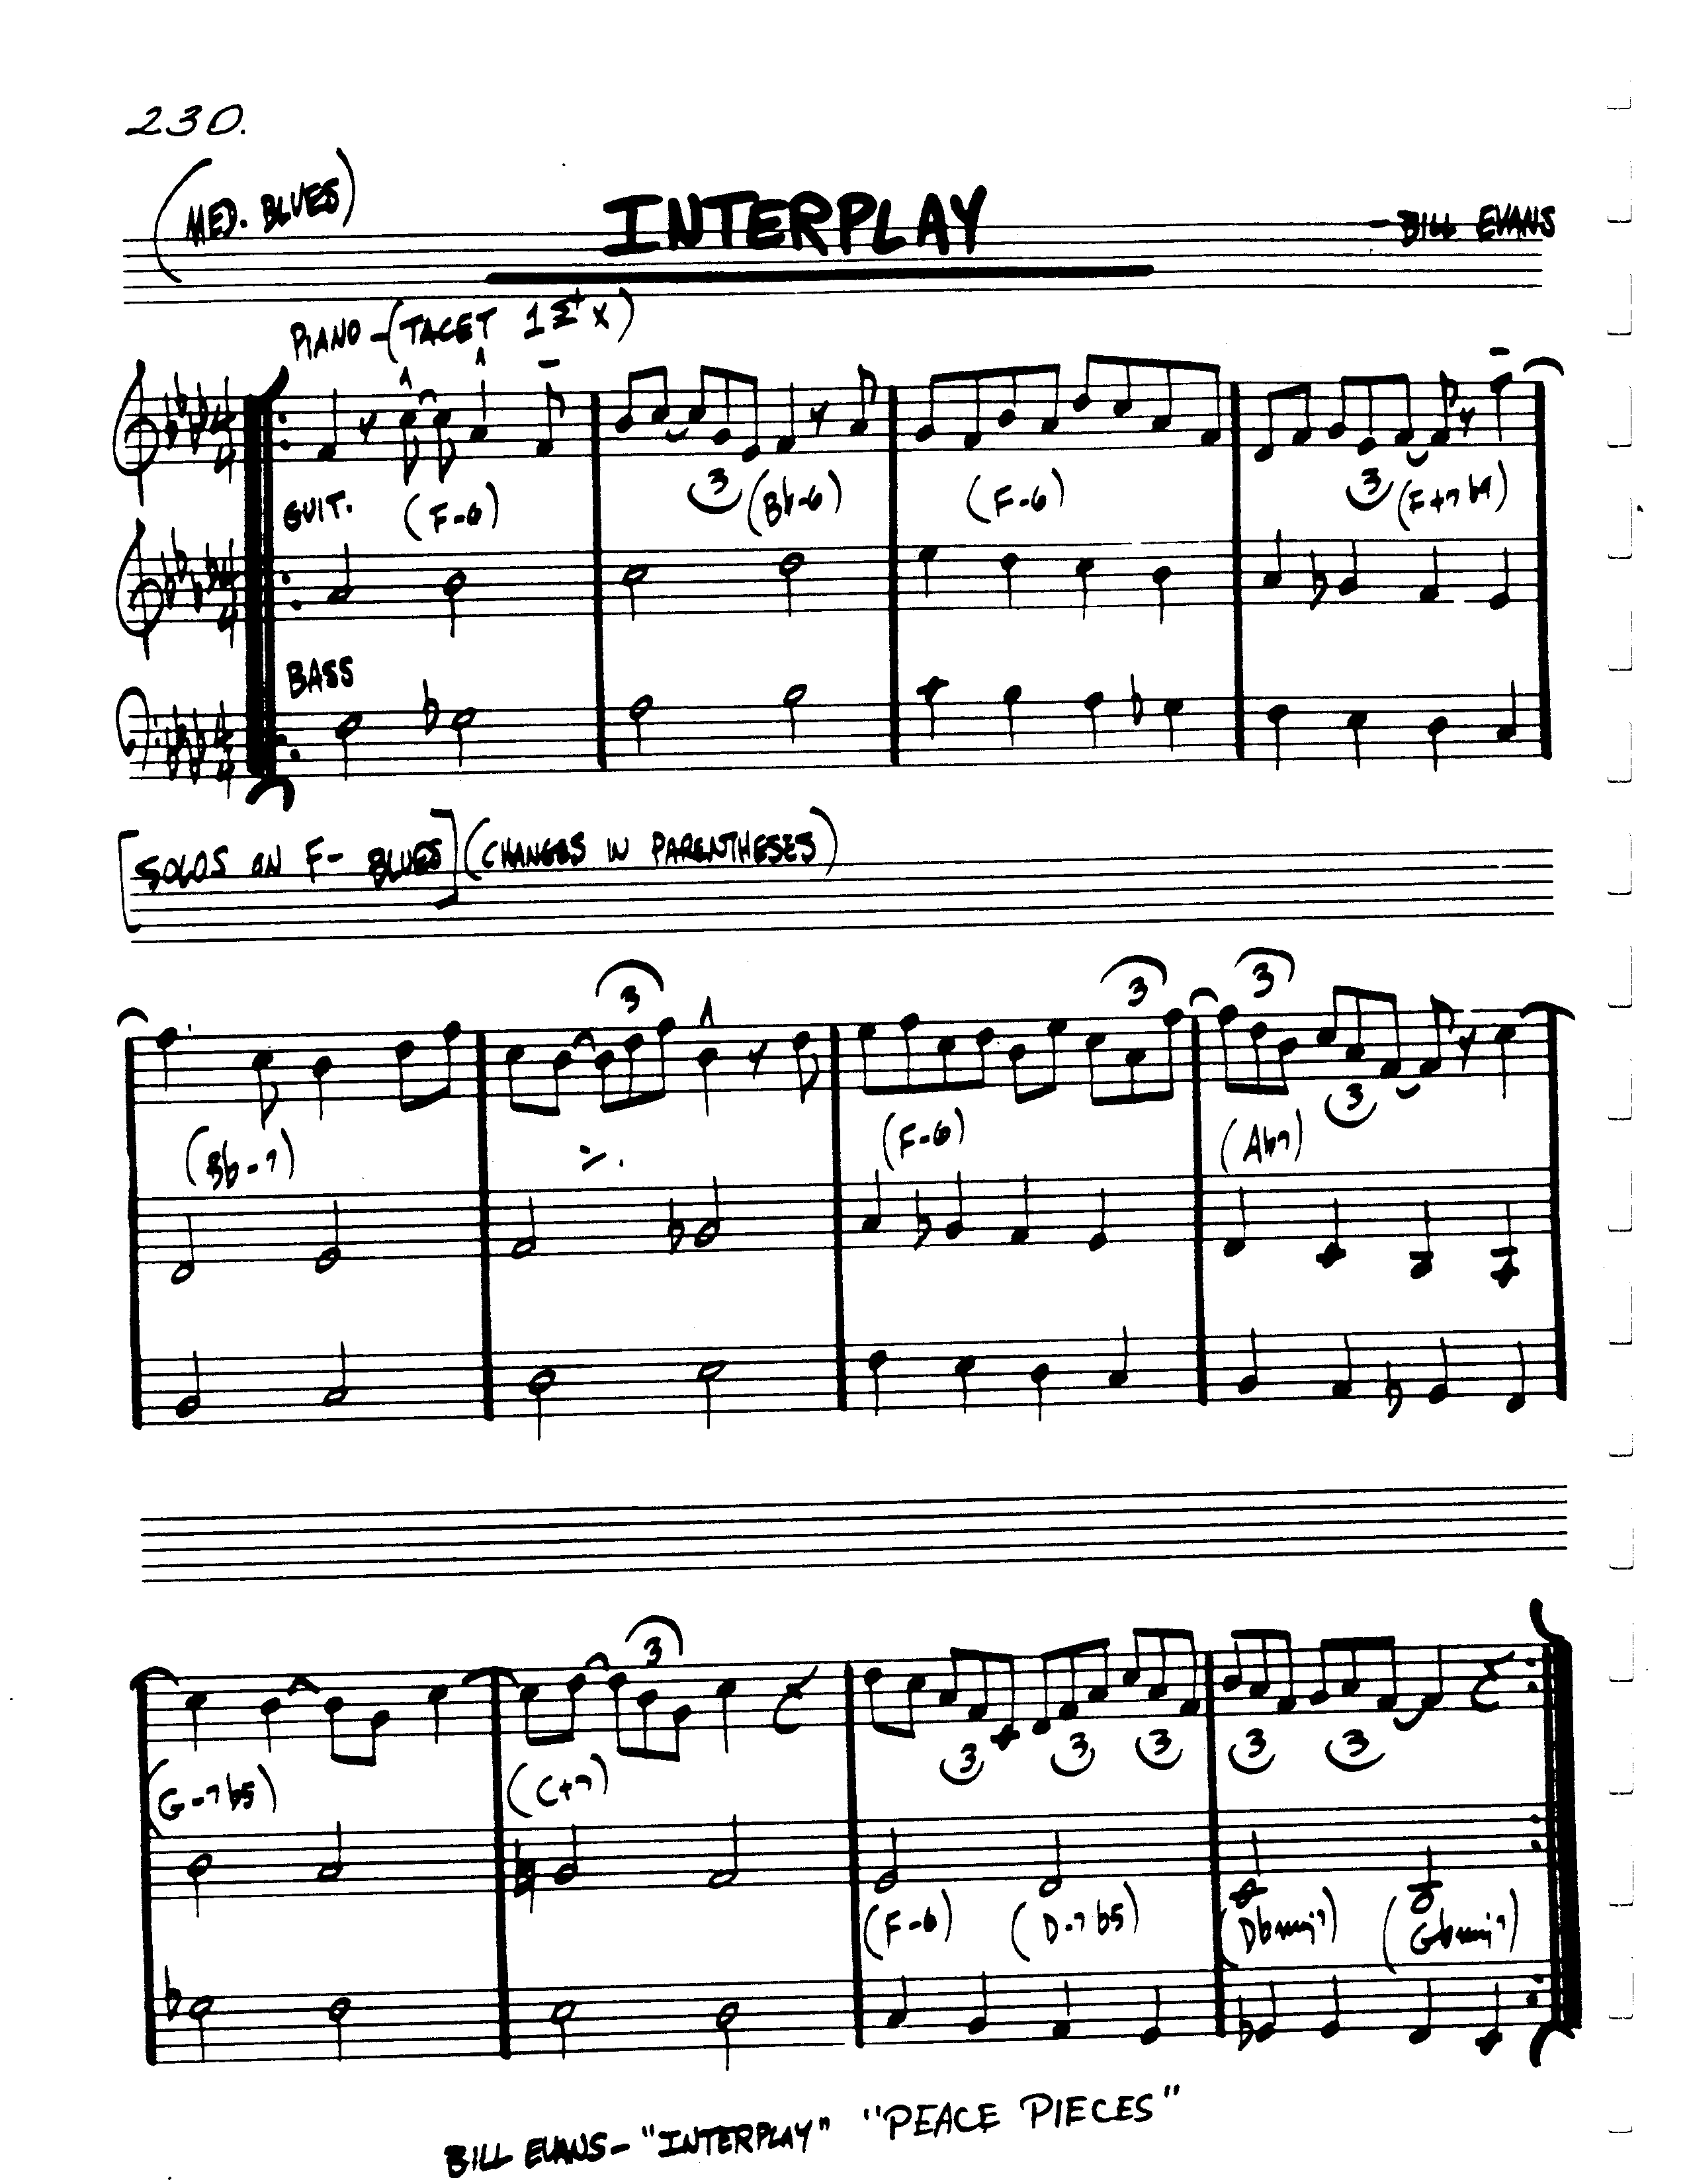 230.
(MED. BLUES)
INTERPLAY
- BILL EVANS
PIANO - (TACET 1ST X)
3 3
GUIT. (F-6) (Bb-6) (F-6) (F+7b9)
BASS
[SOLOS ON F- BLUES] (CHANGES IN PARENTHESES)
3 3 3
3
(Bb-7) (F-6) (Ab7)
3
3 3 3 3 3
(G-7b5) (C+7)
(F-6) (D-7b5) (Dbmaj7) (Gbmaj7)
BILL EVANS - "INTERPLAY" "PEACE PIECES"